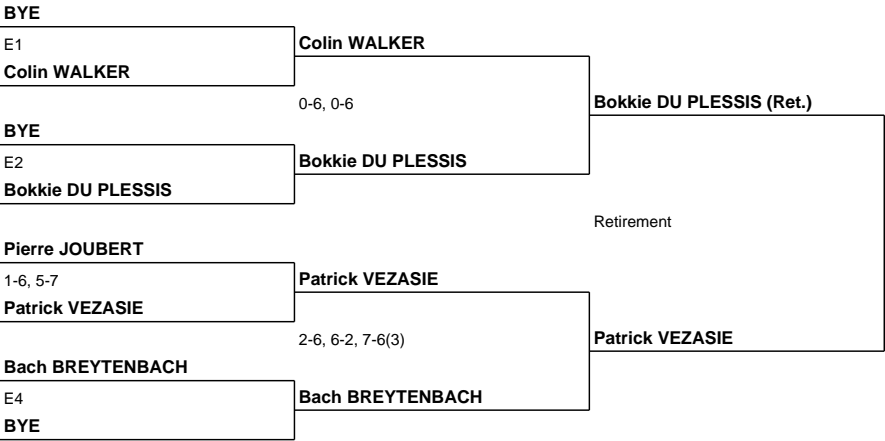 BYE
E1
Colin WALKER
Colin WALKER
0-6, 0-6
Bokkie DU PLESSIS (Ret.)
BYE
E2
Bokkie DU PLESSIS
Bokkie DU PLESSIS
Retirement
Pierre JOUBERT
1-6, 5-7
Patrick VEZASIE
Patrick VEZASIE
2-6, 6-2, 7-6(3)
Patrick VEZASIE
Bach BREYTENBACH
E4
Bach BREYTENBACH
BYE